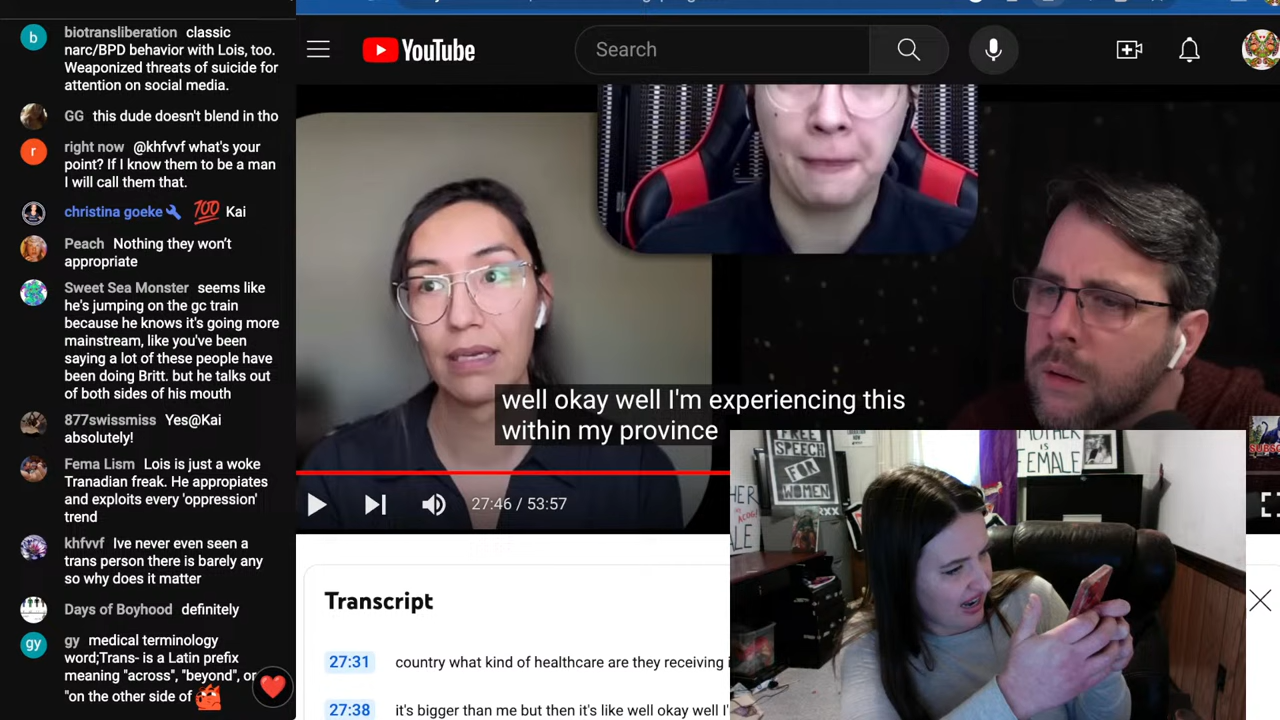 biotransliberation classic
narc/BPD behavior with Lois, too.
Weaponized threats of suicide for
attention on social media.
GG this dude doesn't blend in tho
right now @khfvvf what's your
point? If I know them to be a man
I will call them that.
christina goeke 💯 Kai
Peach Nothing they won't
appropriate
Sweet Sea Monster seems like
he's jumping on the gc train
because he knows it's going more
mainstream, like you've been
saying a lot of these people have
been doing Britt. but he talks out
of both sides of his mouth
877swissmiss Yes@Kai
absolutely!
Fema Lism Lois is just a woke
Tranadian freak. He appropiates
and exploits every 'oppression'
trend
khfvvf Ive never even seen a
trans person there is barely any
so why does it matter
Days of Boyhood definitely
gy medical terminology
word;Trans- is a Latin prefix
meaning "across", "beyond", or
"on the other side of
b
r
gy
YouTube
Search
well okay well I'm experiencing this
within my province
27:46 / 53:57
Transcript
27:31 country what kind of healthcare are they receiving
27:38 it's bigger than me but then it's like well okay well I'
FREE
SPEECH
FOR
WOMEN
XX
MOTHER
IS
FEMALE